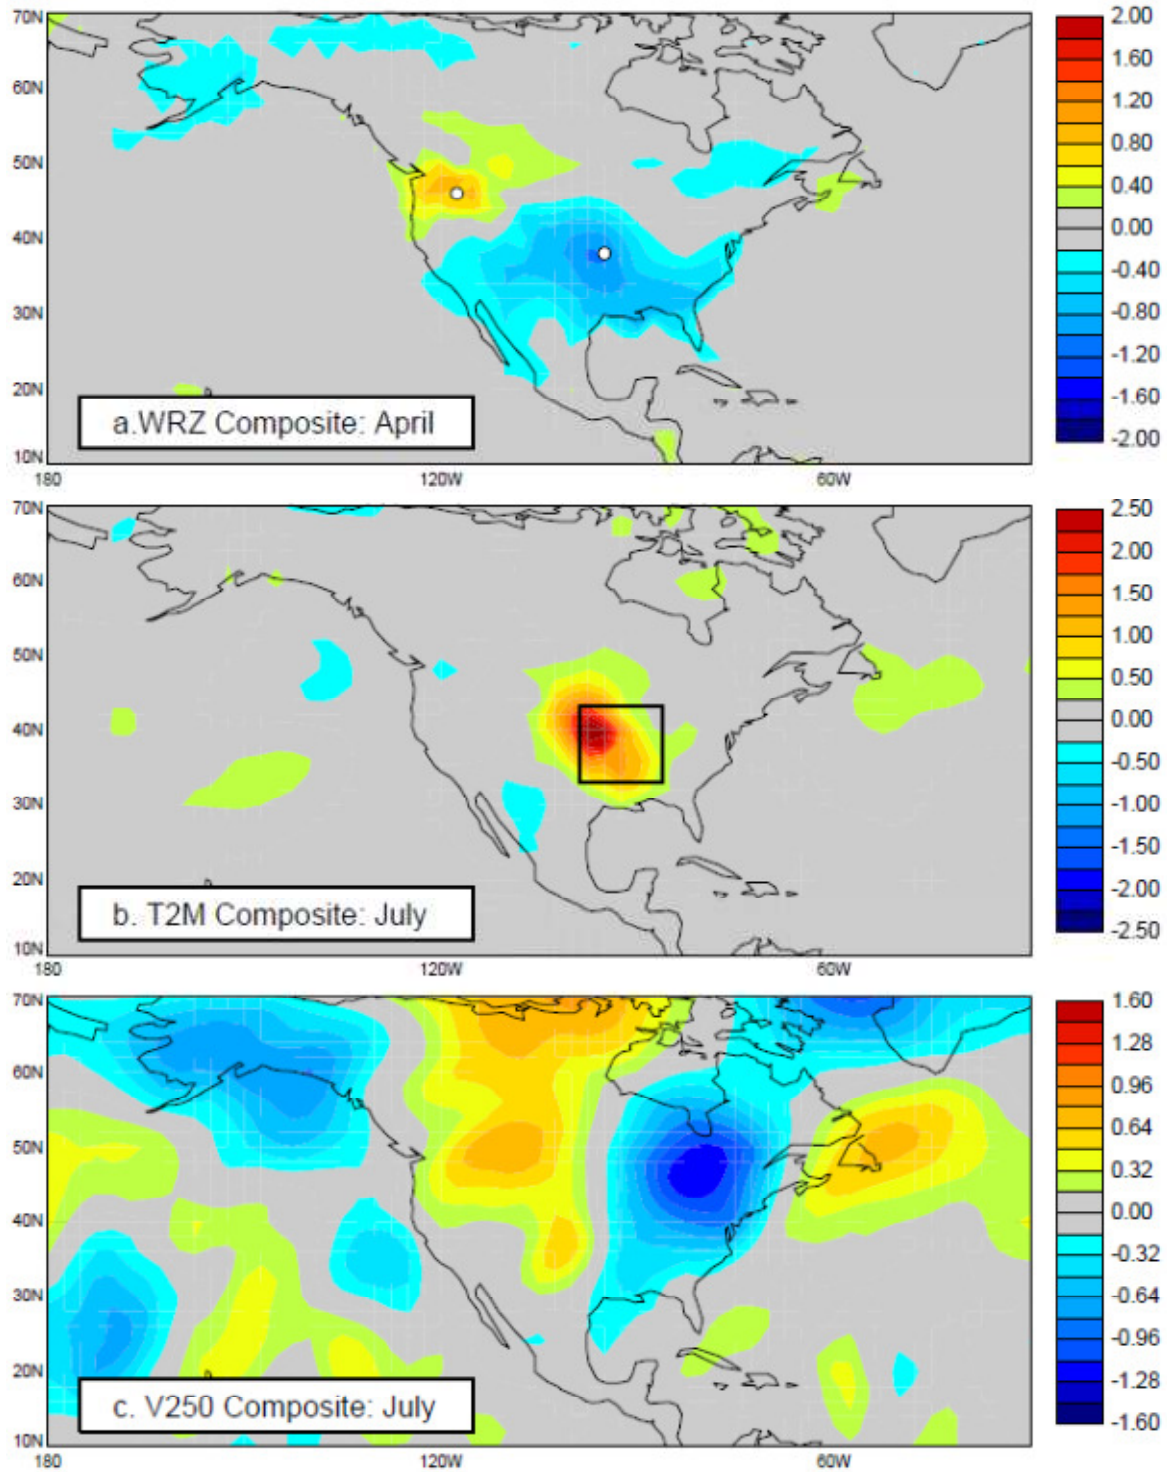 70N
60N
50N
40N
30N
20N
10N
180
120W
60W
a.WRZ Composite: April
2.00
1.60
1.20
0.80
0.40
0.00
-0.40
-0.80
-1.20
-1.60
-2.00
70N
60N
50N
40N
30N
20N
10N
180
120W
60W
b. T2M Composite: July
2.50
2.00
1.50
1.00
0.50
0.00
-0.50
-1.00
-1.50
-2.00
-2.50
70N
60N
50N
40N
30N
20N
10N
180
120W
60W
c. V250 Composite: July
1.60
1.28
0.96
0.64
0.32
0.00
-0.32
-0.64
-0.96
-1.28
-1.60